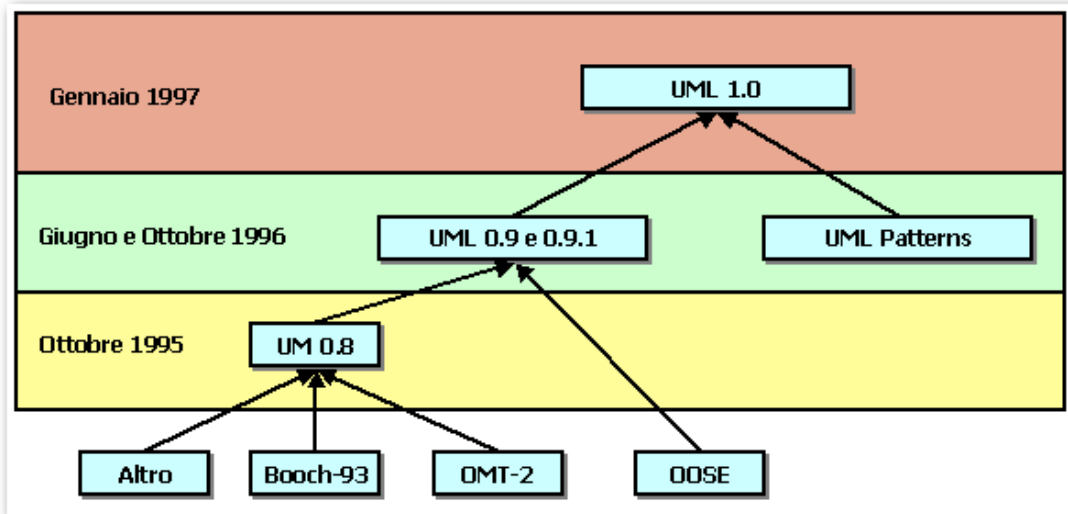 Gennaio 1997
UML 1.0
Giugno e Ottobre 1996
UML 0.9 e 0.9.1
UML Patterns
Ottobre 1995
UM 0.8
Altro
Booch-93
OMT-2
OOSE